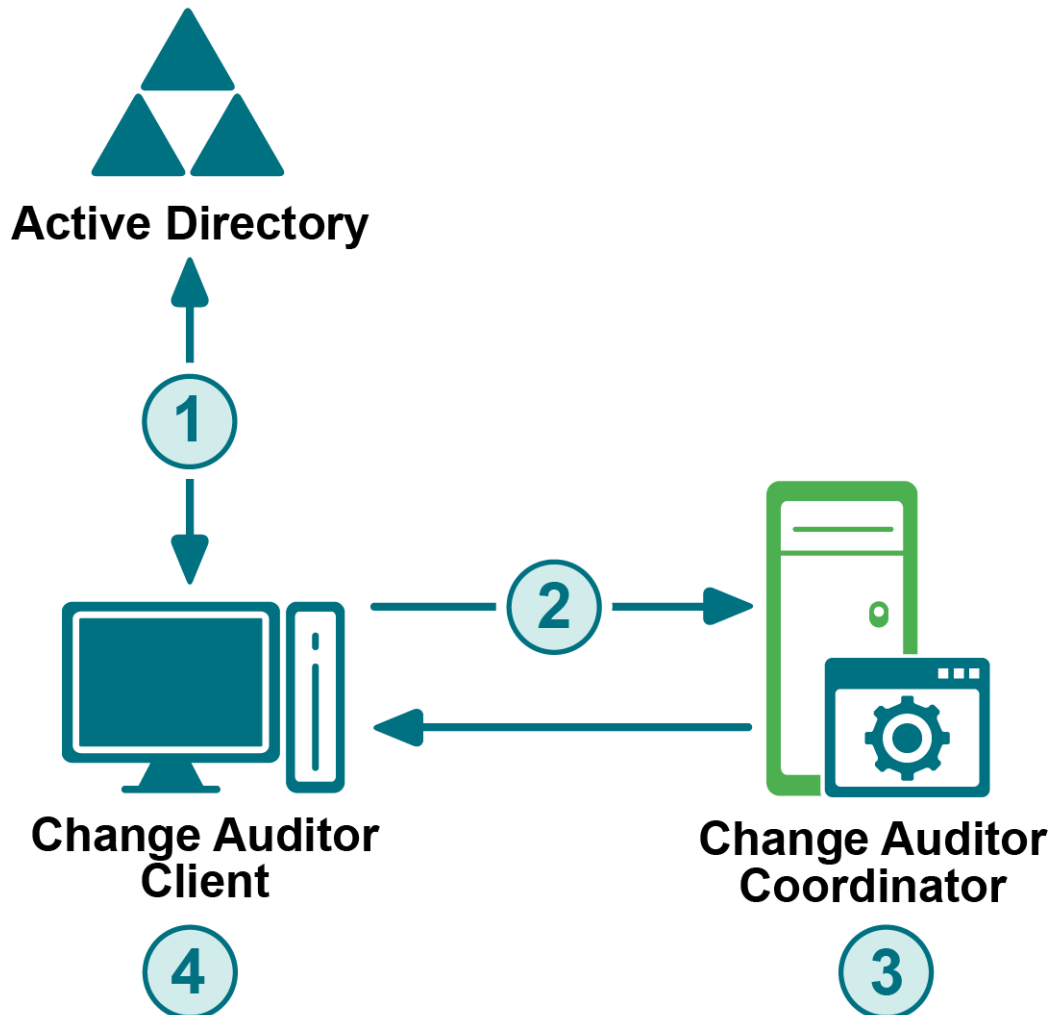 Active Directory
1
2
Change Auditor
Client
Change Auditor
Coordinator
4
3